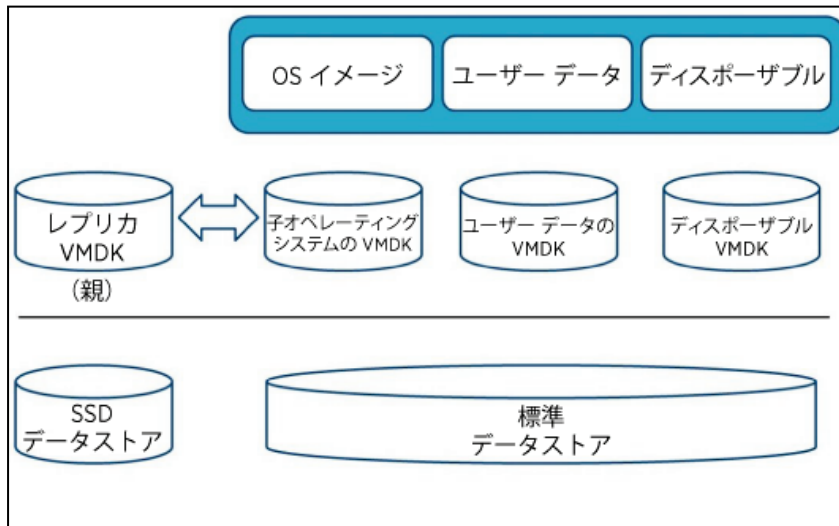 OS イメージ
ユーザー データ
ディスポーザブル
レプリカ
VMDK
(親)
子オペレーティング
システムの VMDK
ユーザー データの
VMDK
ディスポーザブル
VMDK
SSD
データストア
標準
データストア